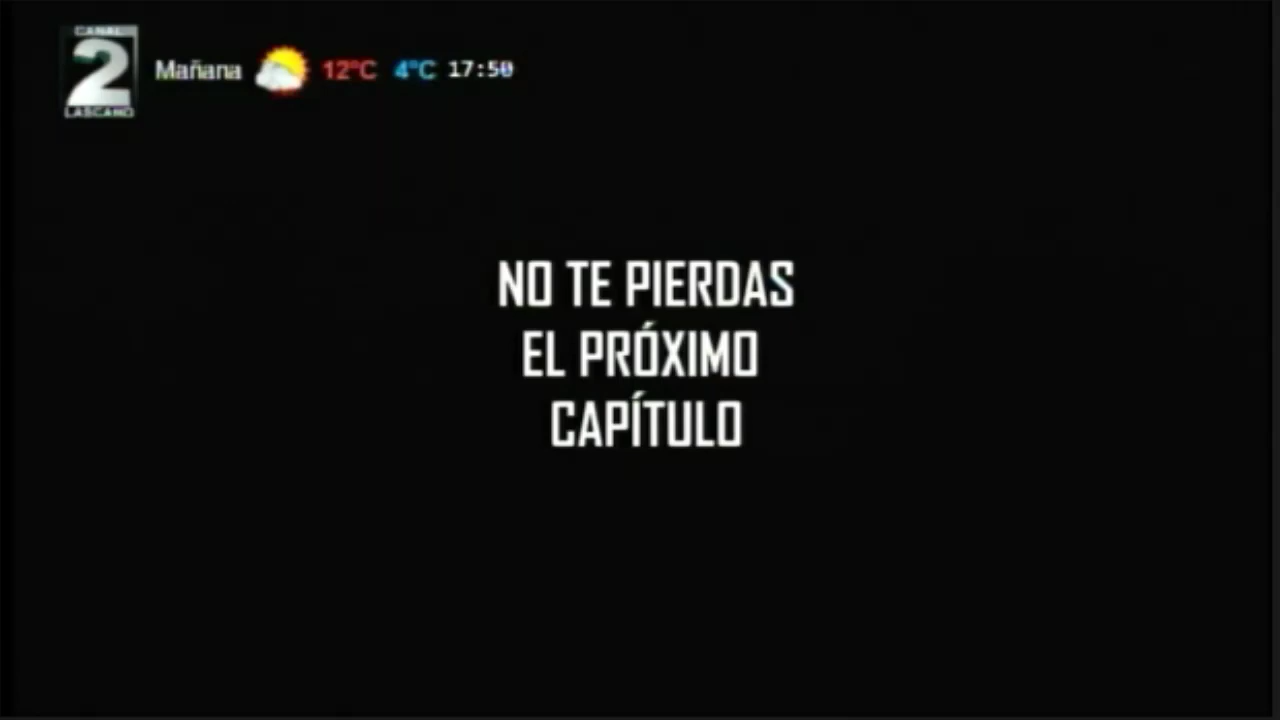 CANAL
2
LASCANO
Mañana 12°C 4°C 17:50
NO TE PIERDAS
EL PRÓXIMO
CAPÍTULO